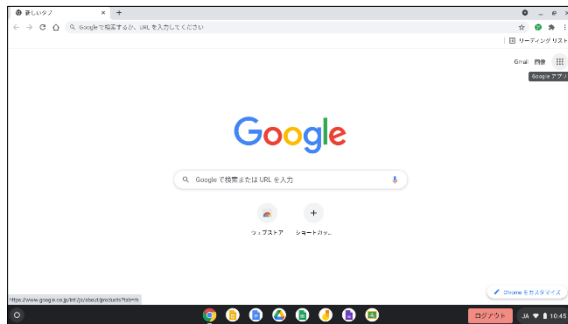 新しいタブ
Google で検索するか、URL を入力してください
リーディング リスト
Gmail 画像
Google アプリ
Google
Google で検索または URL を入力
ウェブストア ショートカッ...
Chrome をカスタマイズ
ログアウト JA 10:45